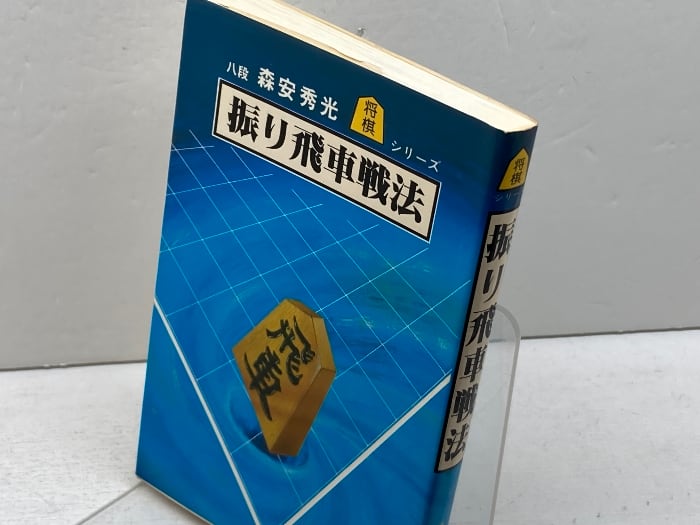 八段 森安秀光
将棋
シリーズ
振り飛車戦法
飛車
将棋
シリーズ
振り飛車戦法